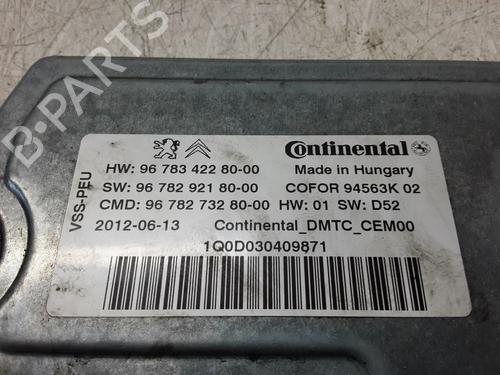 Continental
HW: 96 783 422 80-00 Made in Hungary
SW: 96 782 921 80-00 COFOR 94563K 02
CMD: 96 782 732 80-00 HW: 01 SW: D52
2012-06-13 Continental_DMTC_CEM00
1Q0D030409871
VSS-PFU
B-PARTS